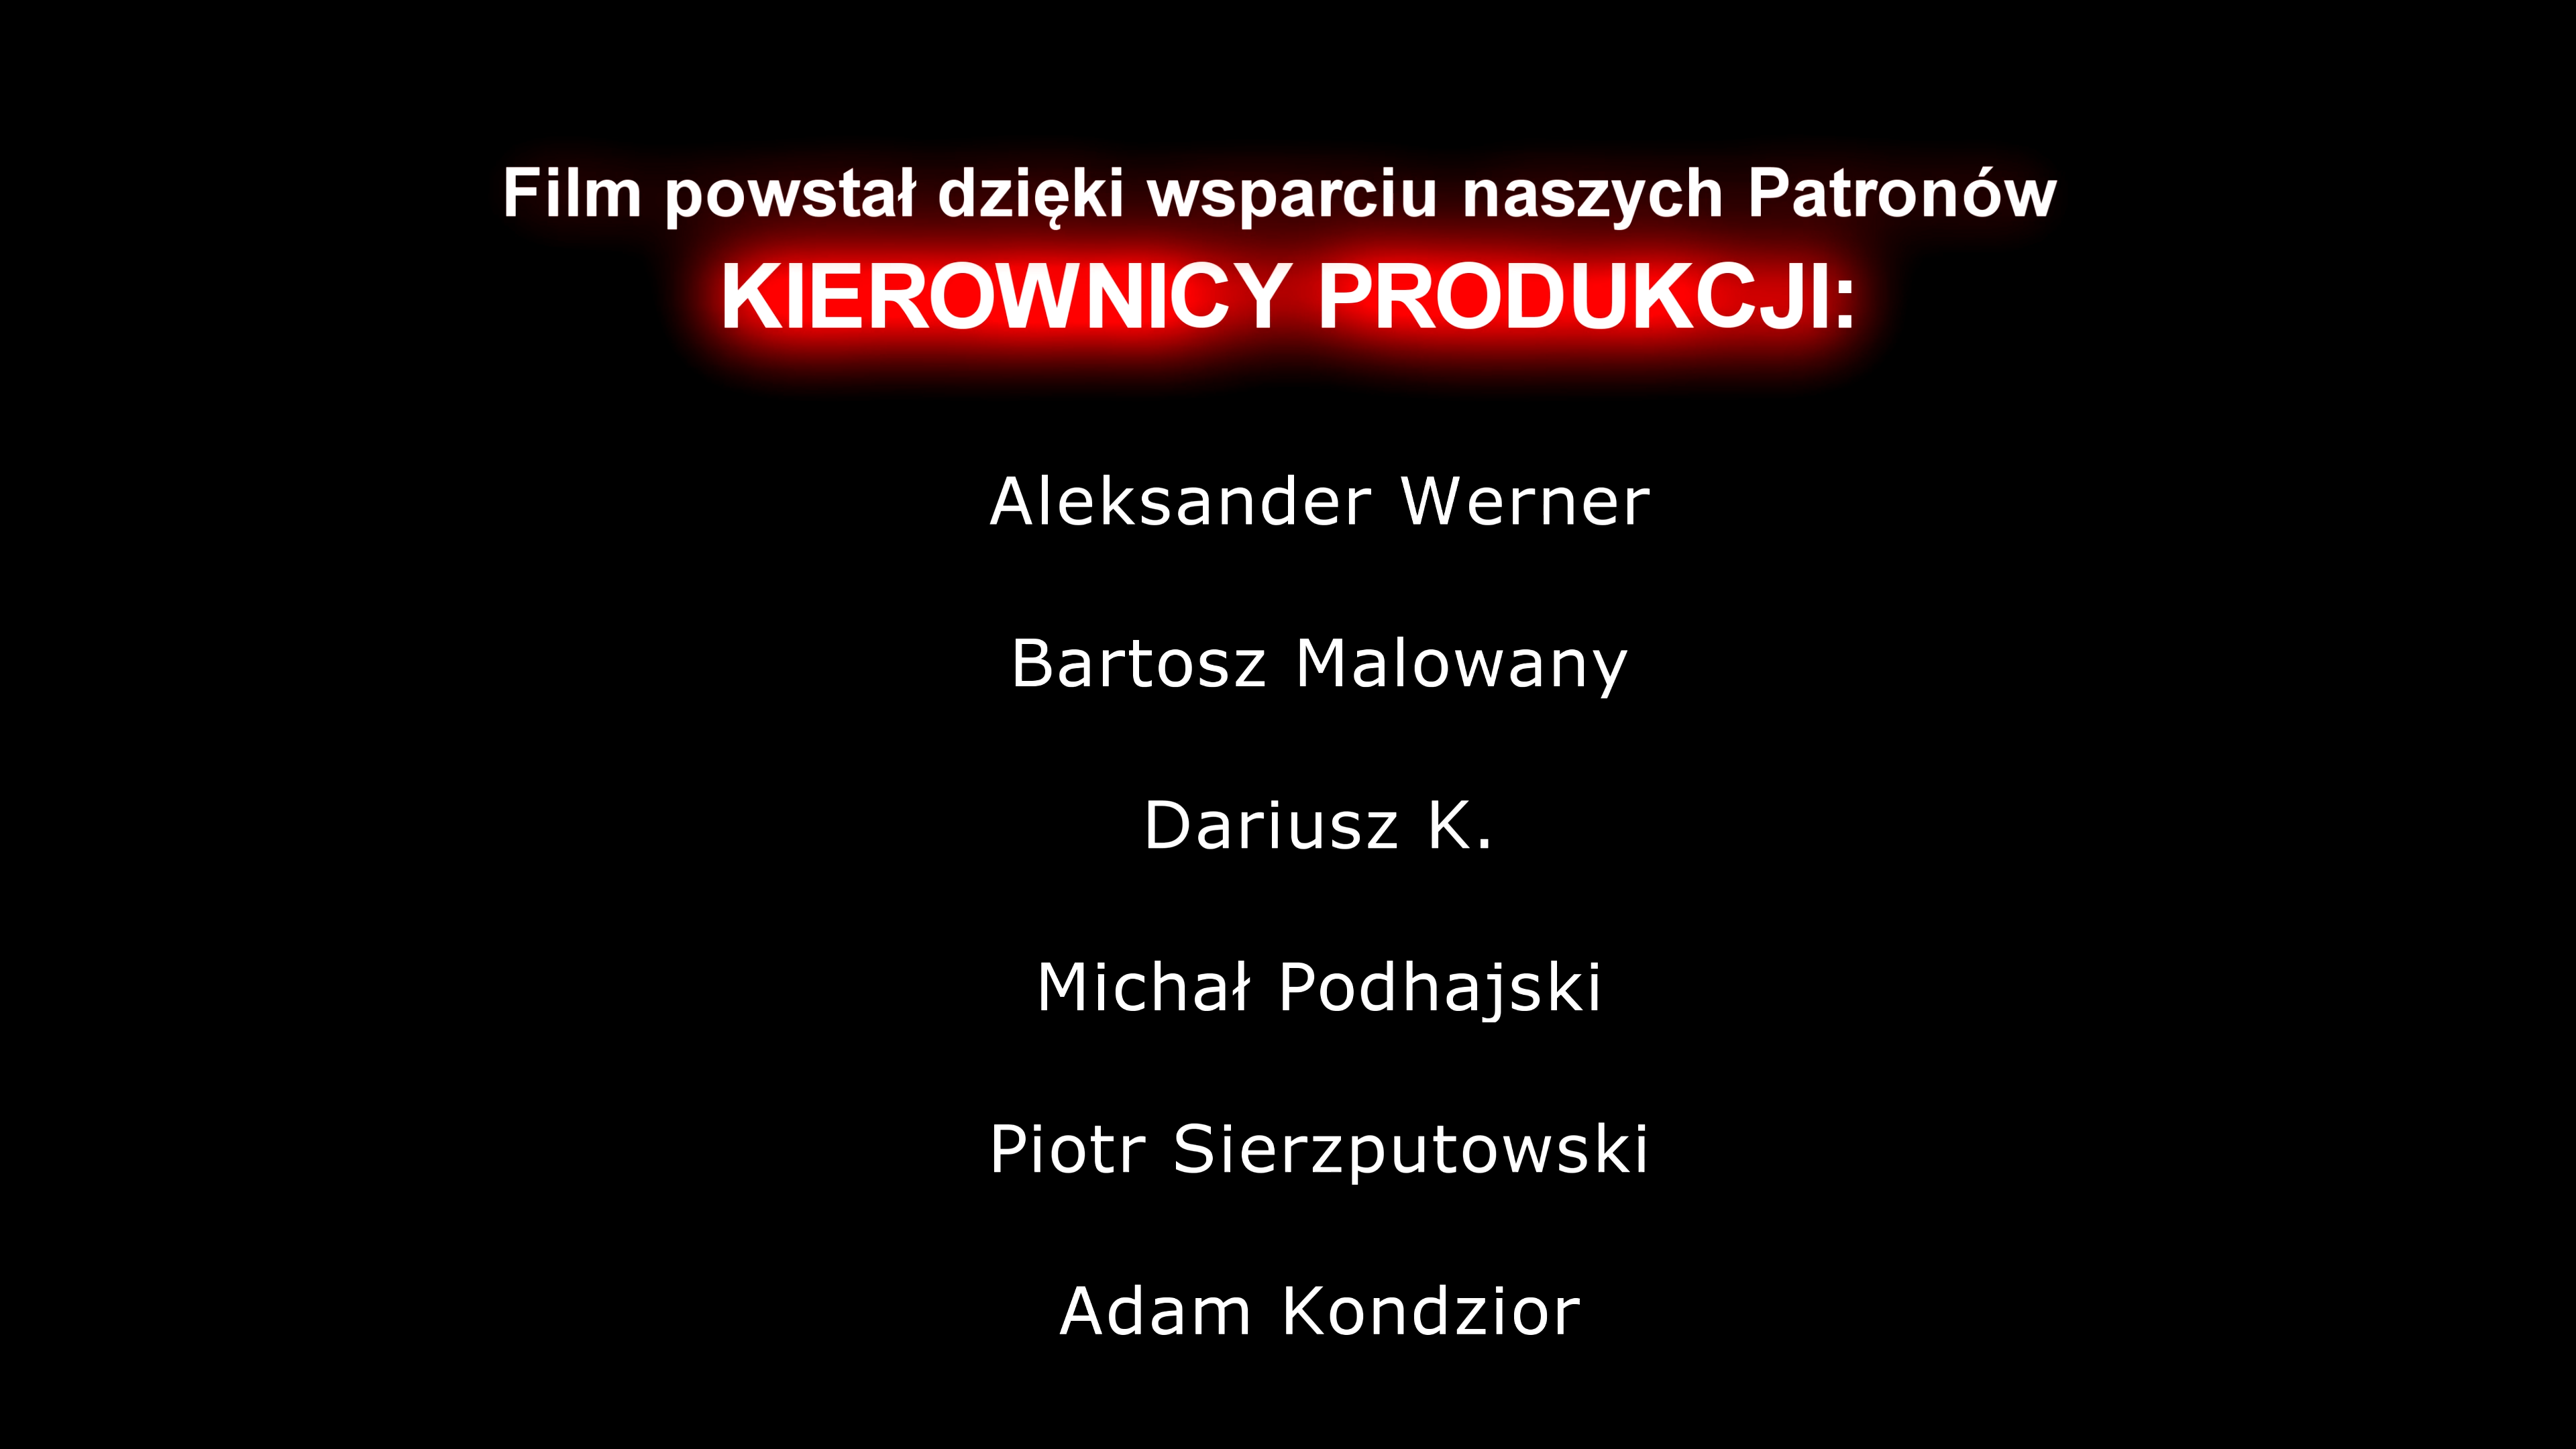 Film powstał dzięki wsparciu naszych Patronów
KIEROWNICY PRODUKCJI:
Aleksander Werner
Bartosz Malowany
Dariusz K.
Michał Podhajski
Piotr Sierzputowski
Adam Kondzior